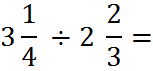 3 1/4 ÷ 2 2/3 =